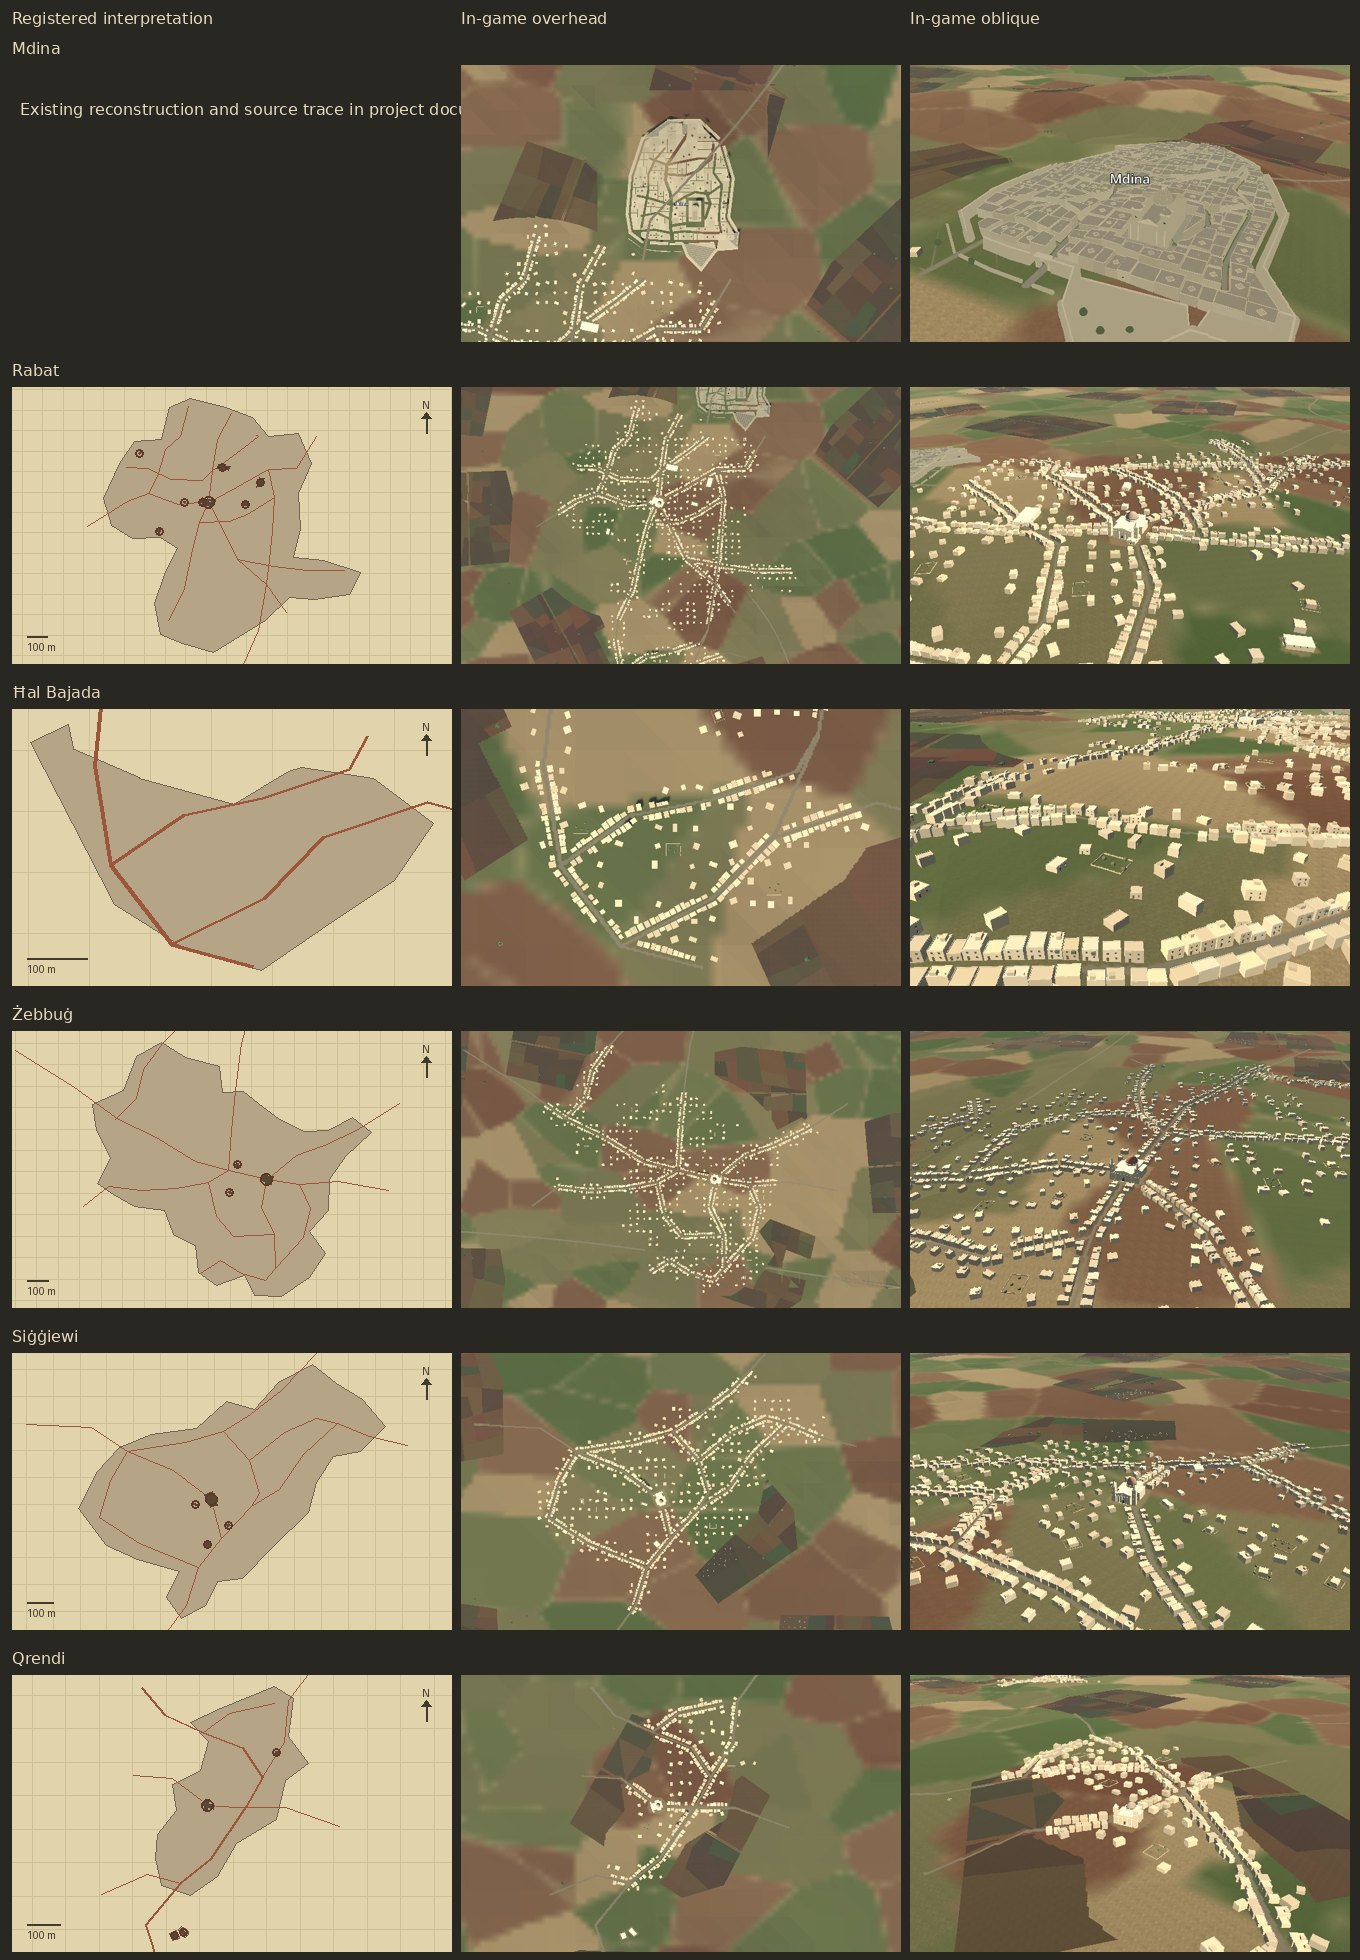 Registered interpretation
In-game overhead
In-game oblique
Mdina
Existing reconstruction and source trace in project docu
Mdina
Rabat
N
100 m
Ħal Bajada
N
100 m
Żebbuġ
N
100 m
Siġġiewi
N
100 m
Qrendi
N
100 m